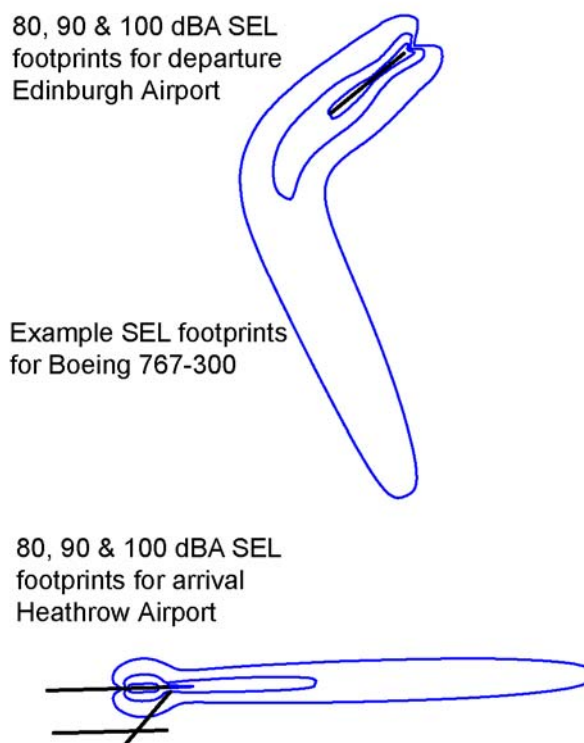 80, 90 & 100 dBA SEL
footprints for departure
Edinburgh Airport
Example SEL footprints
for Boeing 767-300
80, 90 & 100 dBA SEL
footprints for arrival
Heathrow Airport